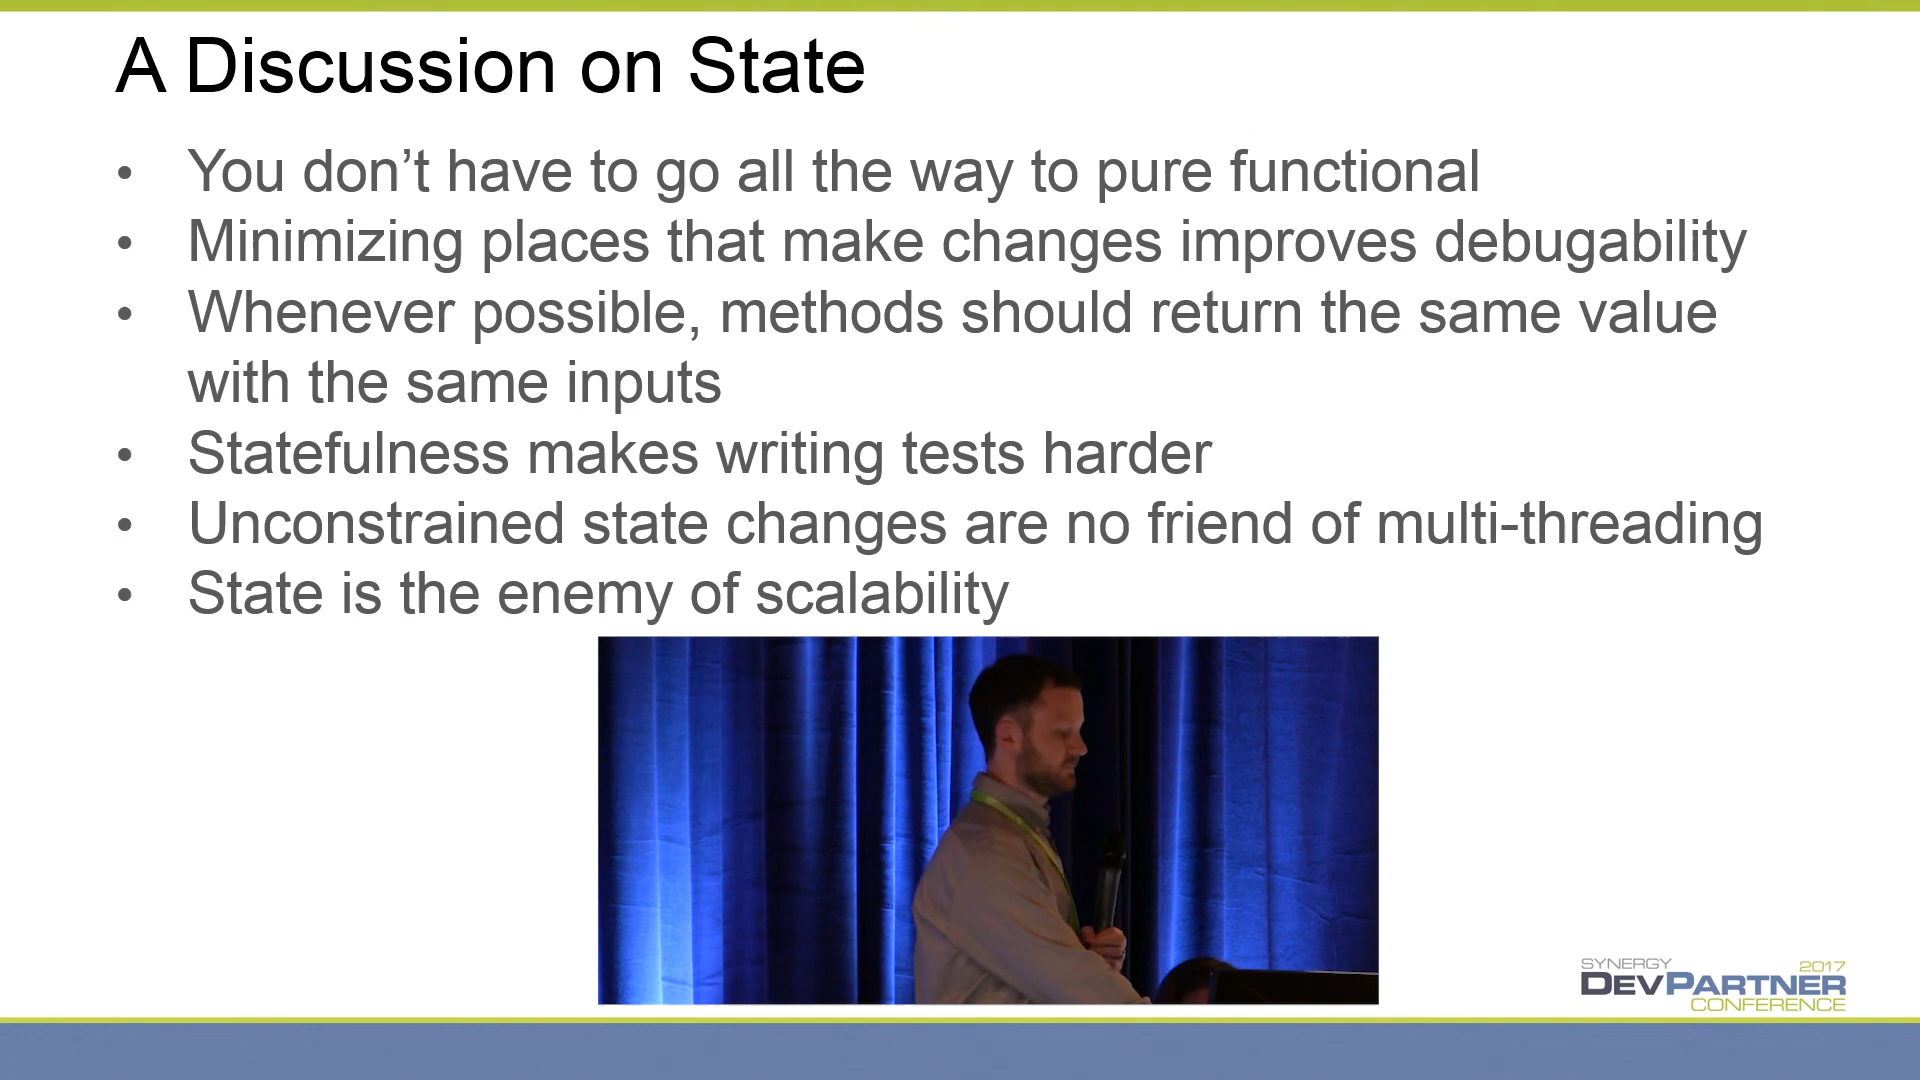 A Discussion on State
• You don’t have to go all the way to pure functional
• Minimizing places that make changes improves debugability
• Whenever possible, methods should return the same value
with the same inputs
• Statefulness makes writing tests harder
• Unconstrained state changes are no friend of multi-threading
• State is the enemy of scalability
SYNERGY 2017
DEVPARTNER
CONFERENCE